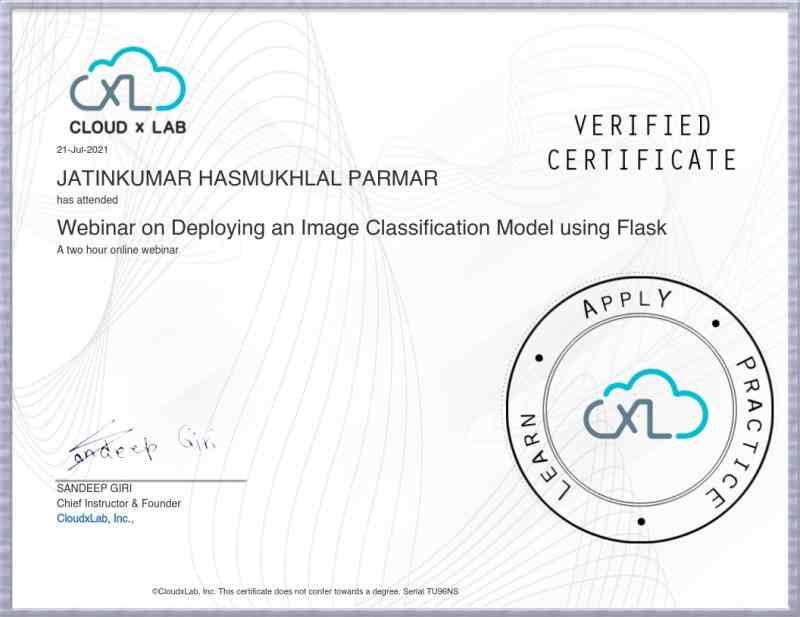 CXL
CLOUD x LAB
21-Jul-2021
VERIFIED
CERTIFICATE
JATINKUMAR HASMUKHLAL PARMAR
has attended
Webinar on Deploying an Image Classification Model using Flask
A two hour online webinar
LEARN • APPLY • PRACTICE •
CXL
Sandeep Giri
SANDEEP GIRI
Chief Instructor & Founder
CloudxLab, Inc.,
©CloudxLab, Inc. This certificate does not confer towards a degree. Serial TU96NS